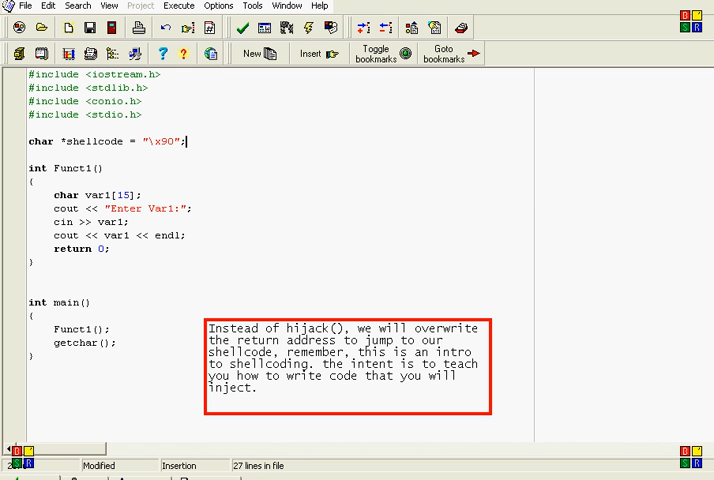 File Edit Search View Project Execute Options Tools Window Help
New Insert Toggle bookmarks Goto bookmarks
#include <iostream.h>
#include <stdlib.h>
#include <conio.h>
#include <stdio.h>
char *shellcode = "\x90";
int Funct1()
{
char var1[15];
cout << "Enter Var1:";
cin >> var1;
cout << var1 << endl;
return 0;
}
int main()
{
Funct1();
getchar();
}
Instead of hijack(), we will overwrite
the return address to jump to our
shellcode, remember, this is an intro
to shellcoding. the intent is to teach
you how to write code that you will
inject.
Modified Insertion 27 lines in file